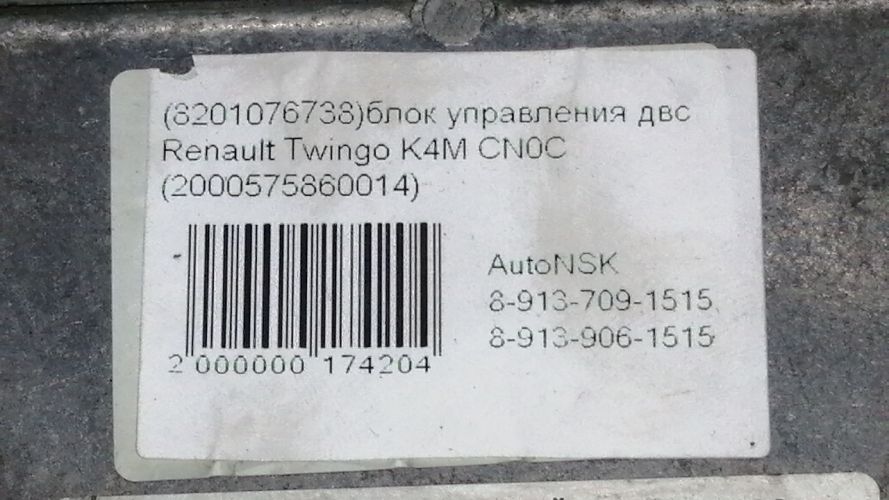 (8201076738)блок управления двс
Renault Twingo K4M CN0C
(2000575860014)
AutoNSK
8-913-709-1515
8-913-906-1515
2 000000 174204